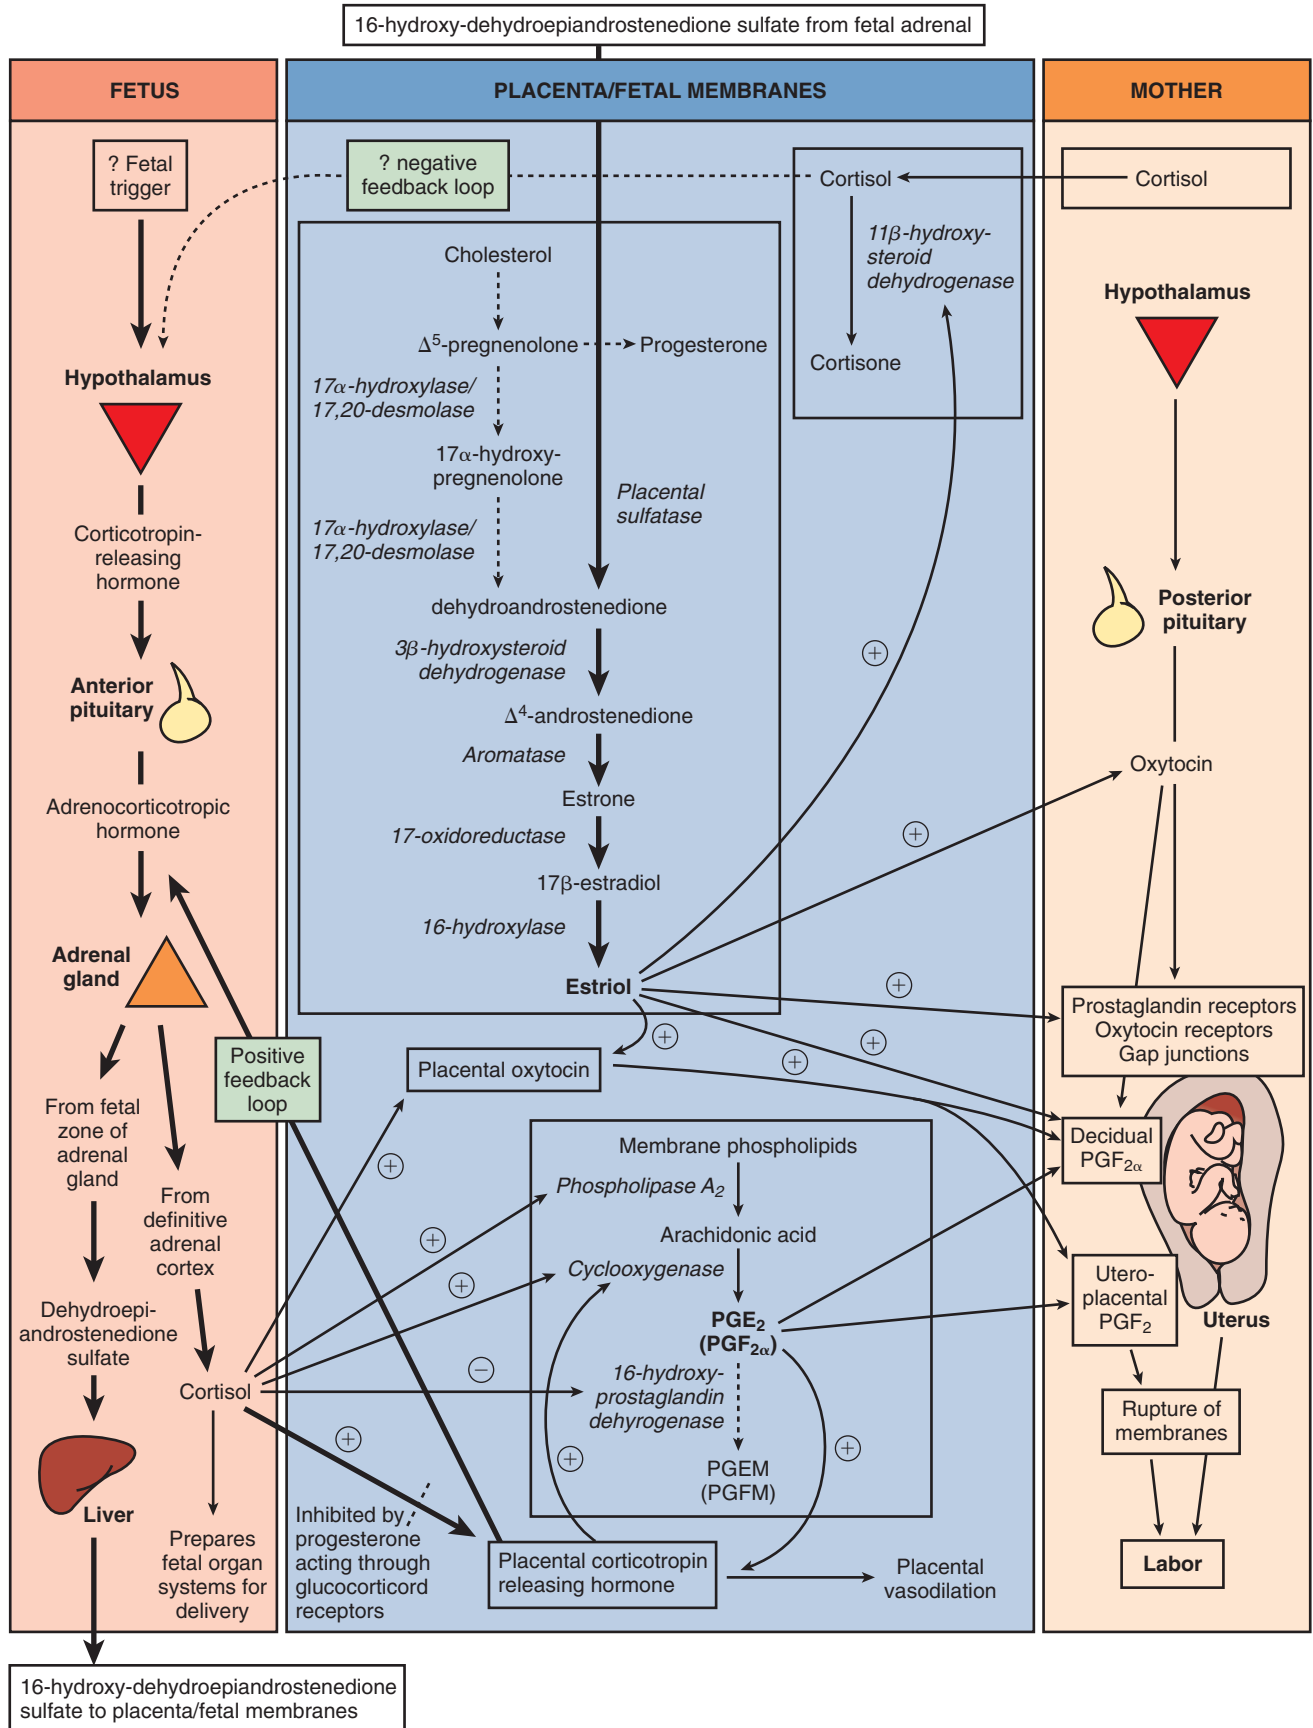 16-hydroxy-dehydroepiandrostenedione sulfate from fetal adrenal
FETUS
? Fetal
trigger
Hypothalamus
Corticotropin-
releasing
hormone
Anterior
pituitary
Adrenocorticotropic
hormone
Adrenal
gland
From fetal
zone of
adrenal
gland
From
definitive
adrenal
cortex
Dehydroepi-
androstenedione
sulfate
Cortisol
Liver
Prepares
fetal organ
systems for
delivery
16-hydroxy-dehydroepiandrostenedione
sulfate to placenta/fetal membranes
Positive
feedback
loop
PLACENTA/FETAL MEMBRANES
? negative
feedback loop
Cortisol
11β-hydroxy-
steroid
dehydrogenase
Cortisone
Cholesterol
Δ⁵-pregnenolone
Progesterone
17α-hydroxylase/
17,20-desmolase
17α-hydroxy-
pregnenolone
Placental
sulfatase
17α-hydroxylase/
17,20-desmolase
dehydroandrostenedione
3β-hydroxysteroid
dehydrogenase
Δ⁴-androstenedione
Aromatase
Estrone
17-oxidoreductase
17β-estradiol
16-hydroxylase
Estriol
+
+
+
+
+
+
Placental oxytocin
+
+
+
−
+
+
+
Membrane phospholipids
Phospholipase A₂
Arachidonic acid
Cyclooxygenase
PGE₂
(PGF₂α)
16-hydroxy-
prostaglandin
dehyrogenase
PGEM
(PGFM)
Inhibited by
progesterone
acting through
glucocorticord
receptors
Placental corticotropin
releasing hormone
Placental
vasodilation
MOTHER
Cortisol
Hypothalamus
Posterior
pituitary
Oxytocin
Prostaglandin receptors
Oxytocin receptors
Gap junctions
Decidual
PGF₂α
Utero-
placental
PGF₂
Uterus
Rupture of
membranes
Labor